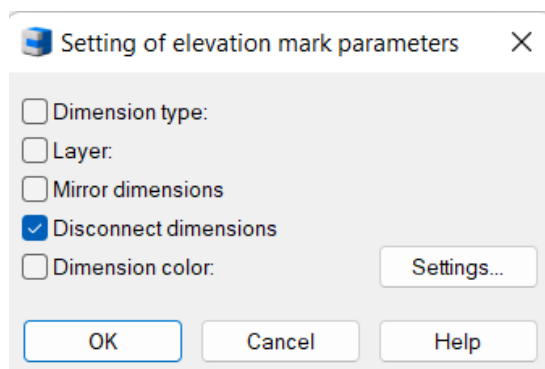 Setting of elevation mark parameters
Dimension type:
Layer:
Mirror dimensions
Disconnect dimensions
Dimension color:
Settings...
OK
Cancel
Help